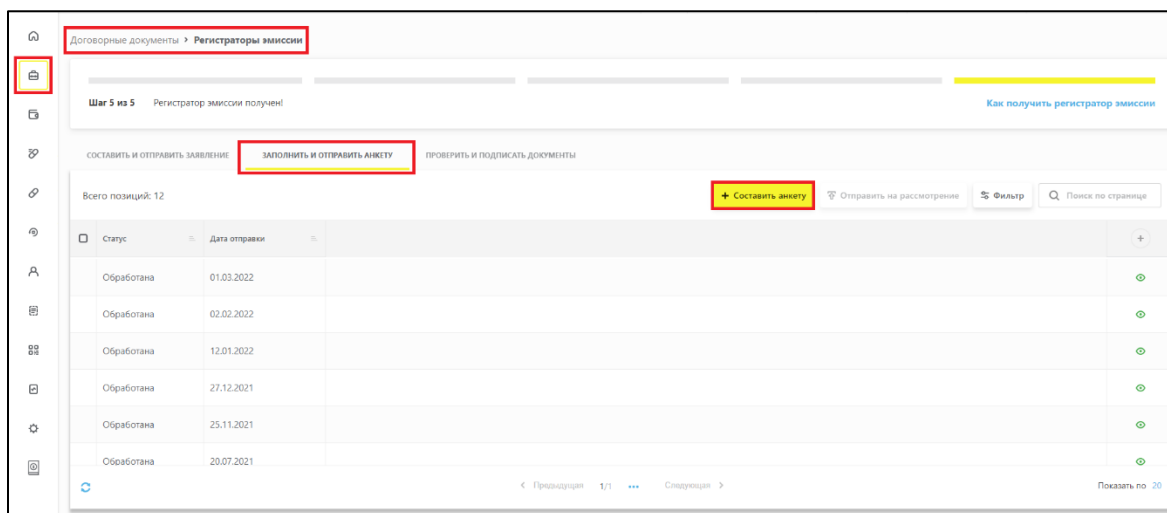 Договорные документы > Регистраторы эмиссии
Шаг 5 из 5 Регистратор эмиссии получен! Как получить регистратор эмиссии
СОСТАВИТЬ И ОТПРАВИТЬ ЗАЯВЛЕНИЕ ЗАПОЛНИТЬ И ОТПРАВИТЬ АНКЕТУ ПРОВЕРИТЬ И ПОДПИСАТЬ ДОКУМЕНТЫ
Всего позиций: 12 + Составить анкету Отправить на рассмотрение Фильтр Поиск по странице
Статус Дата отправки +
Обработана 01.03.2022
Обработана 02.02.2022
Обработана 12.01.2022
Обработана 27.12.2021
Обработана 25.11.2021
Обработана 20.07.2021
< Предыдущая 1/1 ••• Следующая > Показать по 20